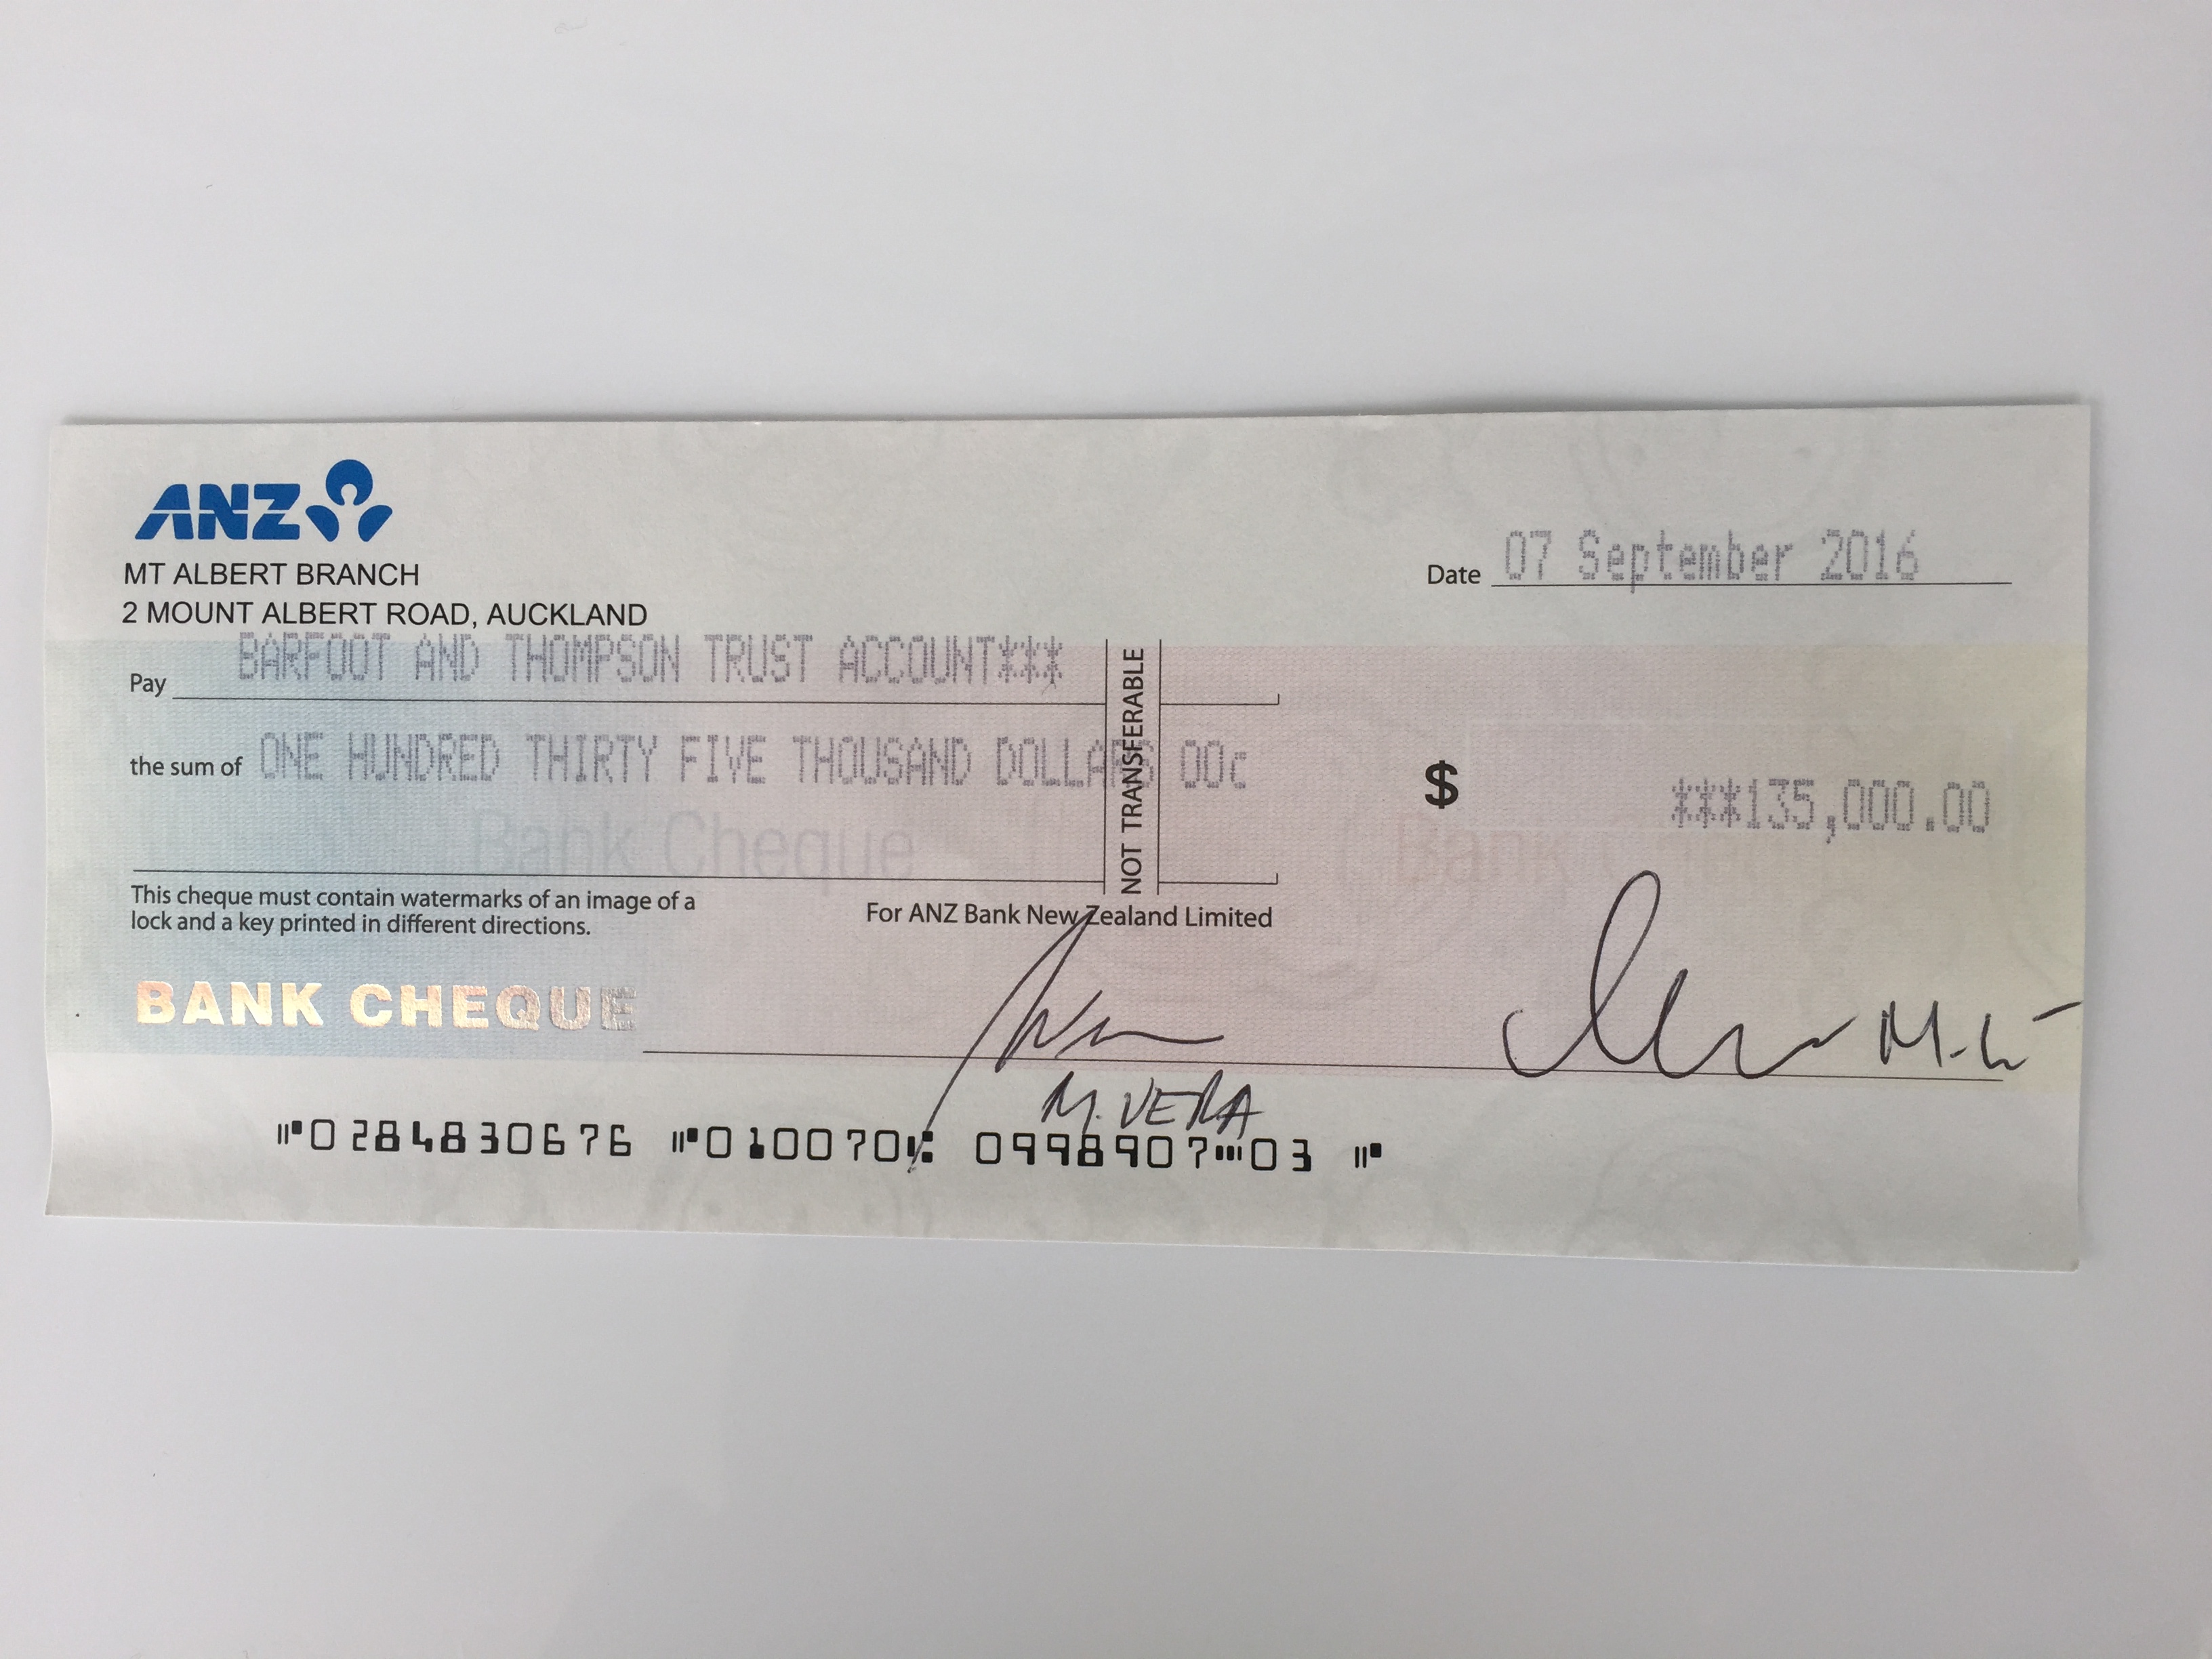 ANZ
MT ALBERT BRANCH
2 MOUNT ALBERT ROAD, AUCKLAND
Date 07 September 2016
Pay BARFOOT AND THOMPSON TRUST ACCOUNT***
the sum of ONE HUNDRED THIRTY FIVE THOUSAND DOLLARS 00c
NOT TRANSFERABLE
$ ***135,000.00
Bank Cheque
Bank
This cheque must contain watermarks of an image of a
lock and a key printed in different directions.
For ANZ Bank New Zealand Limited
BANK CHEQUE
M. VERA
⑈0284830676 ⑈010070⑆ 0998907⑉03 ⑈